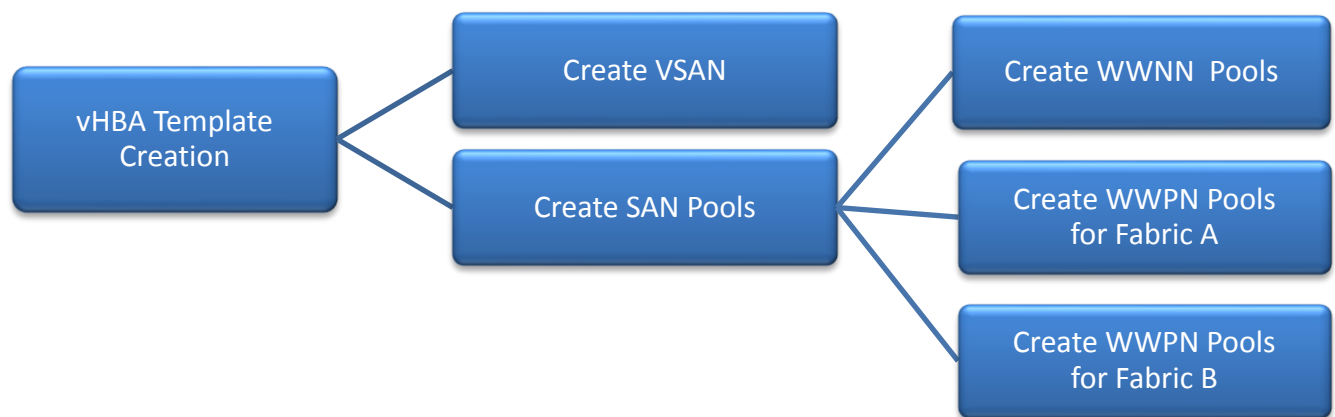 vHBA Template
Creation
Create VSAN
Create SAN Pools
Create WWNN Pools
Create WWPN Pools
for Fabric A
Create WWPN Pools
for Fabric B